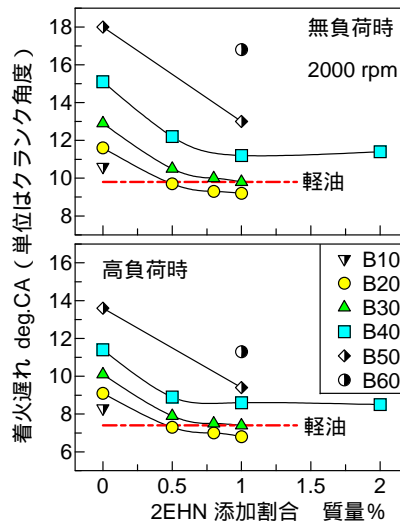 着火遅れ deg.CA（単位はクランク角度）
18
16
14
12
10
8
無負荷時
2000 rpm
軽油
16
14
12
10
8
6
高負荷時
軽油
B10
B20
B30
B40
B50
B60
0
0.5
1
1.5
2
2EHN 添加割合 質量%